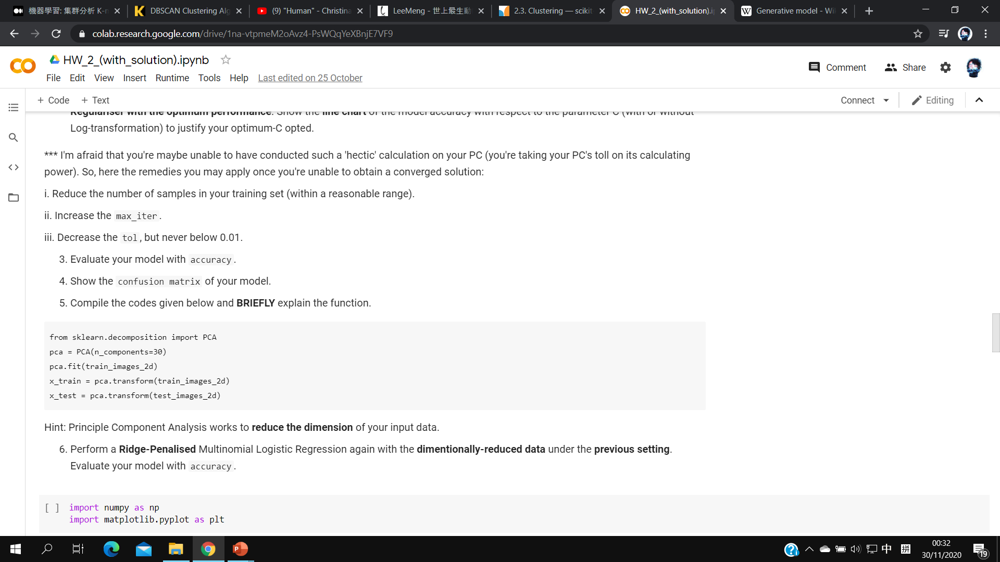 機器學習: 集群分析 K-
DBSCAN Clustering Alg
(9) "Human" - Christina
LeeMeng - 世上最生動
2.3. Clustering — scikit
HW_2_(with_solution).i
Generative model - Wi
colab.research.google.com/drive/1na-vtpmeM2oAvz4-PsWQqYeXBnjE7VF9
HW_2_(with_solution).ipynb
Comment
Share
File Edit View Insert Runtime Tools Help Last edited on 25 October
+ Code + Text
Connect
Editing
Regulariser with the optimum performance. Show the line chart of the model accuracy with respect to the parameter C (with or without
Log-transformation) to justify your optimum-C opted.
*** I'm afraid that you're maybe unable to have conducted such a 'hectic' calculation on your PC (you're taking your PC's toll on its calculating
power). So, here the remedies you may apply once you're unable to obtain a converged solution:
i. Reduce the number of samples in your training set (within a reasonable range).
ii. Increase the max_iter.
iii. Decrease the tol, but never below 0.01.
3. Evaluate your model with accuracy.
4. Show the confusion matrix of your model.
5. Compile the codes given below and BRIEFLY explain the function.
from sklearn.decomposition import PCA
pca = PCA(n_components=30)
pca.fit(train_images_2d)
x_train = pca.transform(train_images_2d)
x_test = pca.transform(test_images_2d)
Hint: Principle Component Analysis works to reduce the dimension of your input data.
6. Perform a Ridge-Penalised Multinomial Logistic Regression again with the dimentionally-reduced data under the previous setting.
Evaluate your model with accuracy.
[ ] import numpy as np
import matplotlib.pyplot as plt
中
拼
00:32
30/11/2020
19